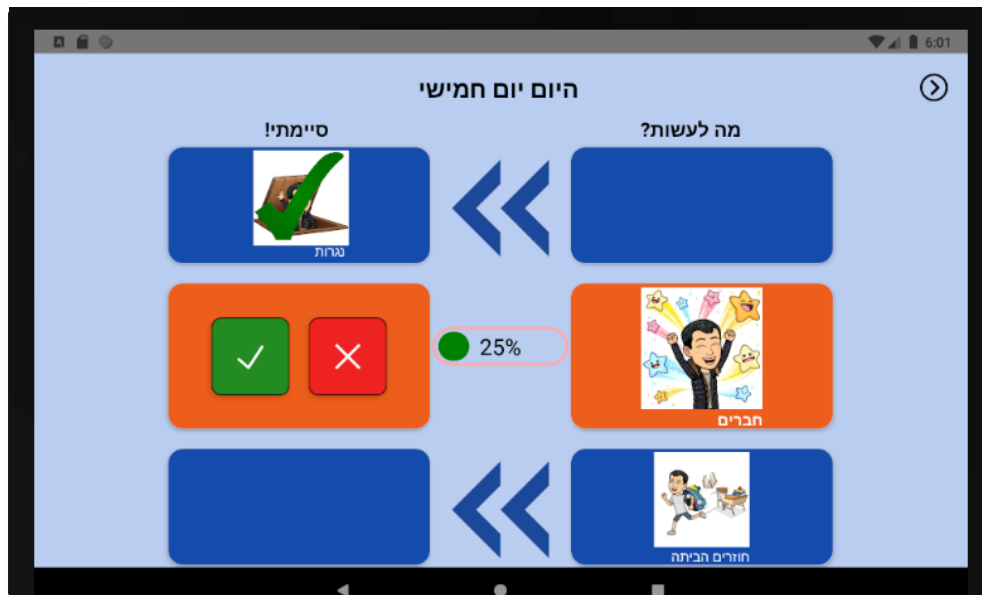 6:01
היום יום חמישי
מה לעשות?
סיימתי!
נגרות
25%
חברים
חוזרים הביתה